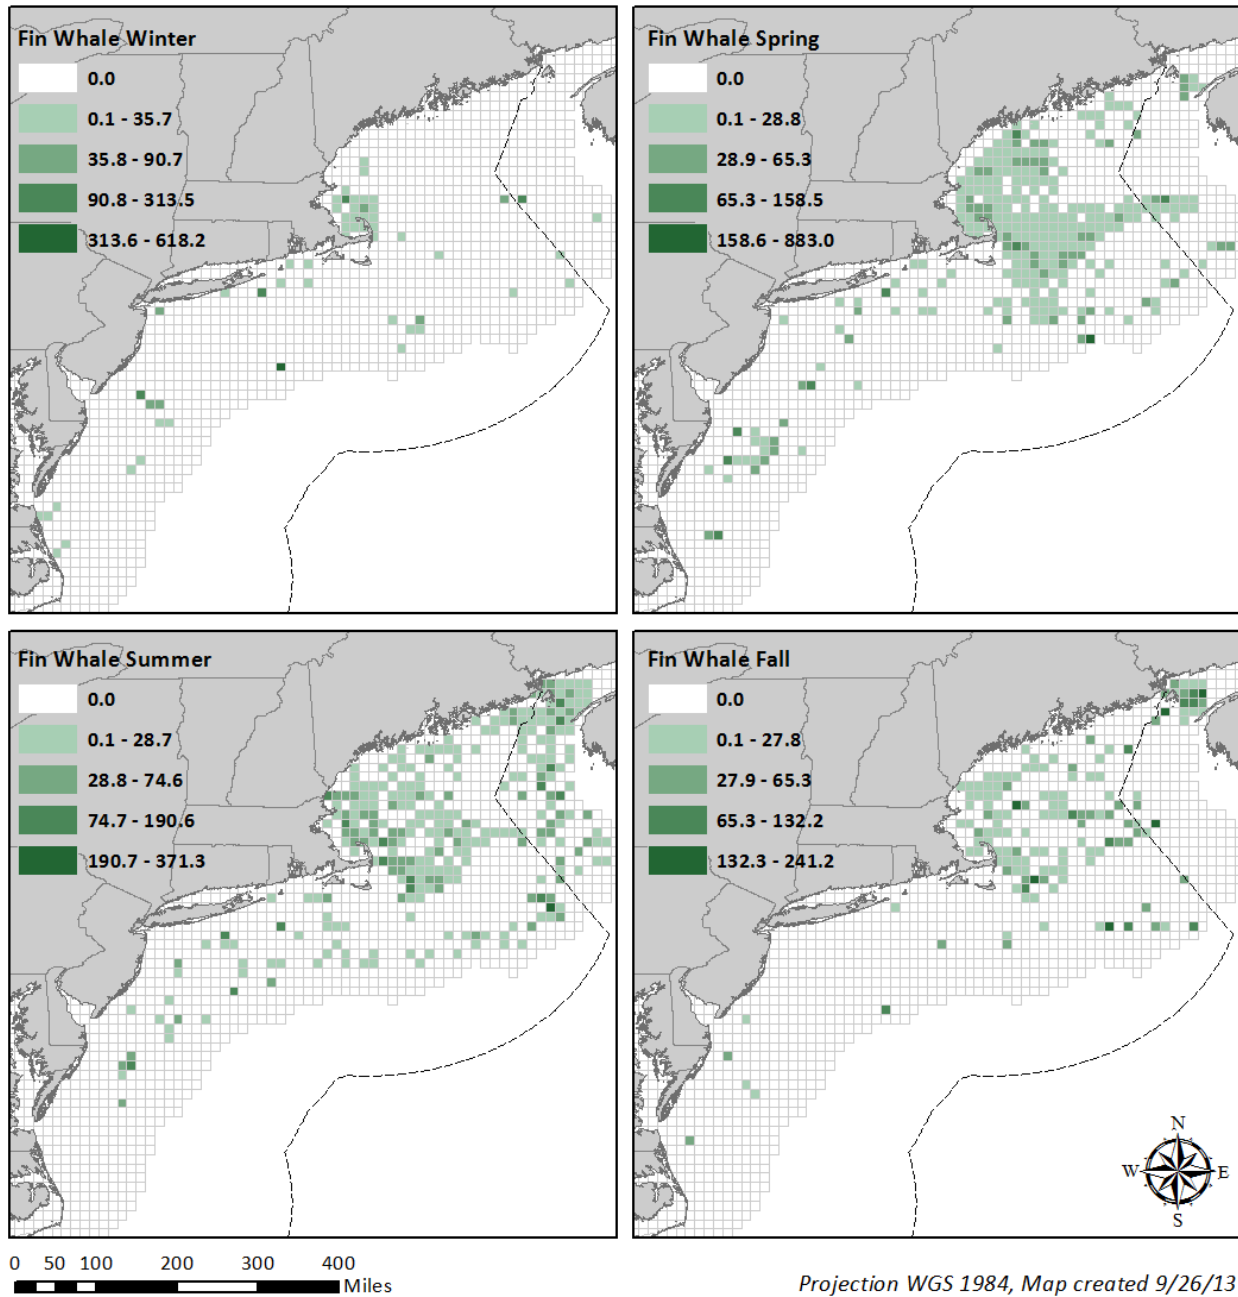 Fin Whale Winter
0.0
0.1 - 35.7
35.8 - 90.7
90.8 - 313.5
313.6 - 618.2
Fin Whale Spring
0.0
0.1 - 28.8
28.9 - 65.3
65.3 - 158.5
158.6 - 883.0
Fin Whale Summer
0.0
0.1 - 28.7
28.8 - 74.6
74.7 - 190.6
190.7 - 371.3
Fin Whale Fall
0.0
0.1 - 27.8
27.9 - 65.3
65.3 - 132.2
132.3 - 241.2
N
W E
S
0 50 100 200 300 400
Miles
Projection WGS 1984, Map created 9/26/13